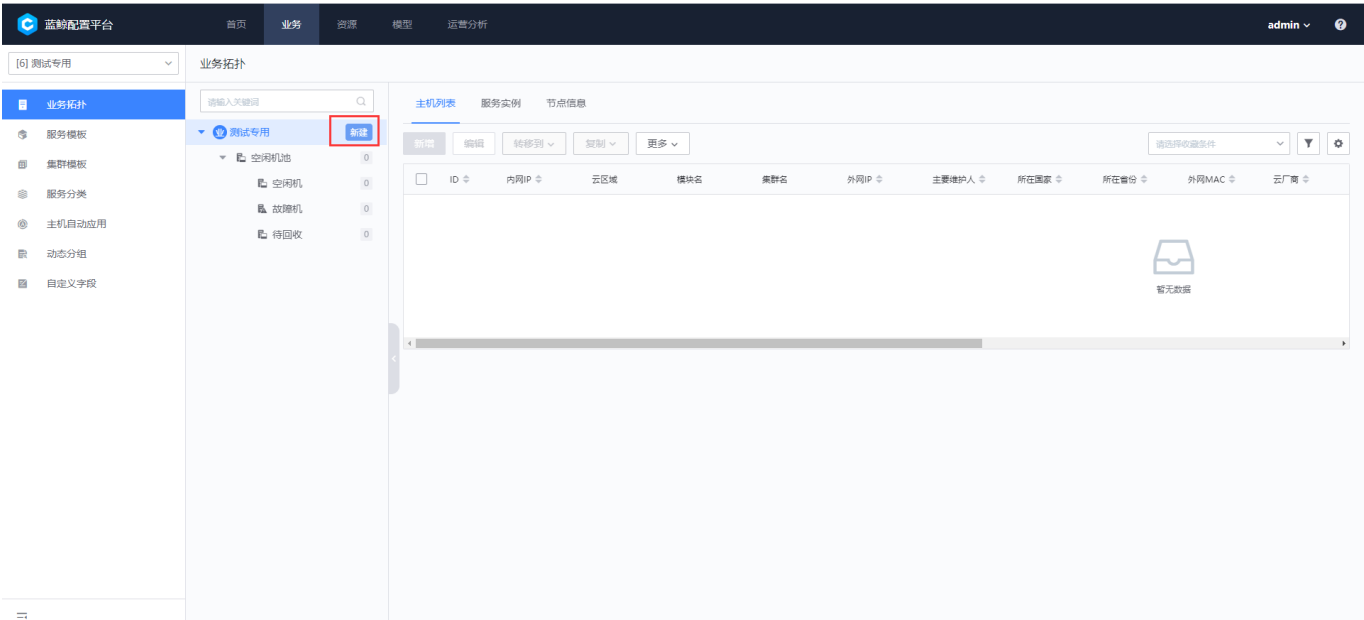 蓝鲸配置平台 首页 业务 资源 模型 运营分析 admin
[6] 测试专用 业务拓扑
业务拓扑
服务模板
集群模板
服务分类
主机自动应用
动态分组
自定义字段
请输入关键词
测试专用 新建
空闲机池 0
空闲机 0
故障机 0
待回收 0
主机列表 服务实例 节点信息
新增 编辑 转移到 复制 更多 请选择收藏条件
ID 内网IP 云区域 模块名 集群名 外网IP 主要维护人 所在国家 所在省份 外网MAC 云厂商
暂无数据